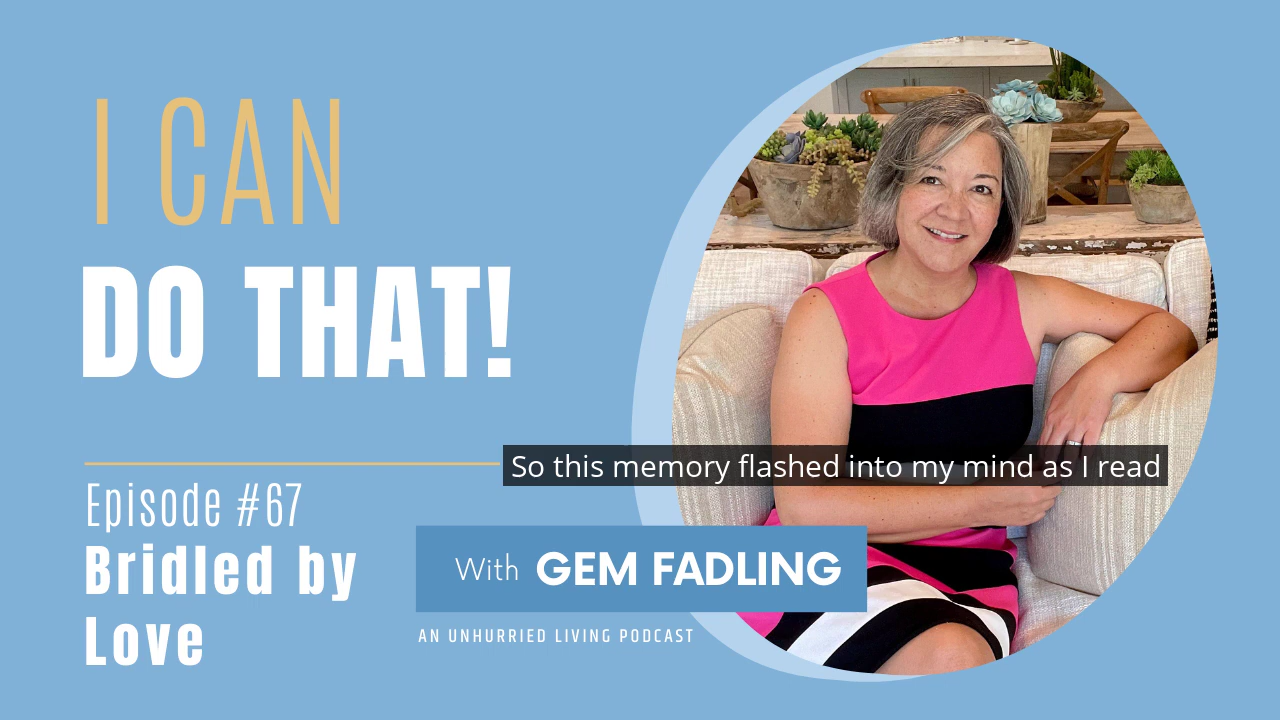 I CAN
DO THAT!
So this memory flashed into my mind as I read
Episode #67
Bridled by
Love
With GEM FADLING
AN UNHURRIED LIVING PODCAST